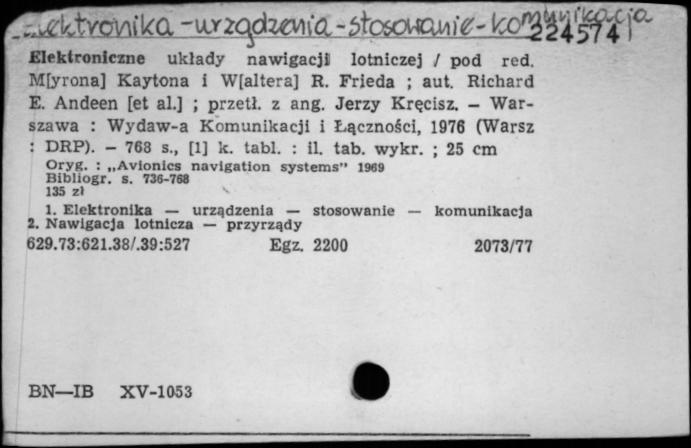 Elektronika - urządzenia - stosowanie - komunikacja
224574
Elektroniczne układy nawigacji lotniczej / pod red.
M[yrona] Kaytona i W[altera] R. Frieda ; aut. Richard
E. Andeen [et al.] ; przetł. z ang. Jerzy Kręcisz. — War-
szawa : Wydaw-a Komunikacji i Łączności, 1976 (Warsz
: DRP). — 768 s., [1] k. tabl. : il. tab. wykr. ; 25 cm
Oryg. : „Avionics navigation systems” 1969
Bibliogr. s. 736-768
135 zł
1. Elektronika — urządzenia — stosowanie — komunikacja
2. Nawigacja lotnicza — przyrządy
629.73:621.38/.39:527 Egz. 2200 2073/77
BN—IB XV-1053